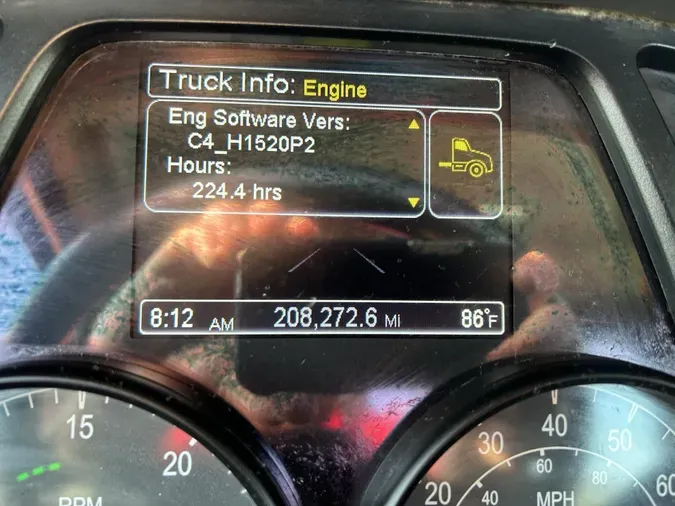 Truck Info: Engine
Eng Software Vers:
C4_H1520P2
Hours:
224.4 hrs
8:12 AM 208,272.6 Mi 86°F
15
20
RPM
20
30
40
50
60
40
60
80
MPH